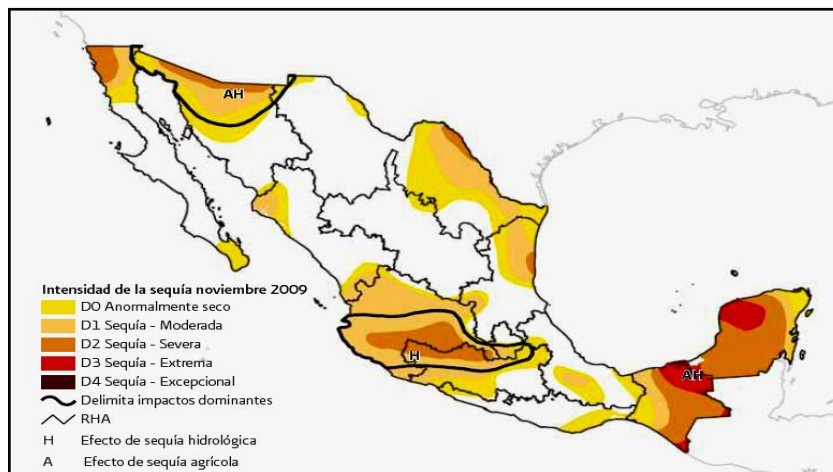 AH
Intensidad de la sequía noviembre 2009
D0 Anormalmente seco
D1 Sequía - Moderada
D2 Sequía - Severa
D3 Sequía - Extrema
D4 Sequía - Excepcional
Delimita impactos dominantes
RHA
H Efecto de sequía hidrológica
A Efecto de sequía agrícola
H
AH